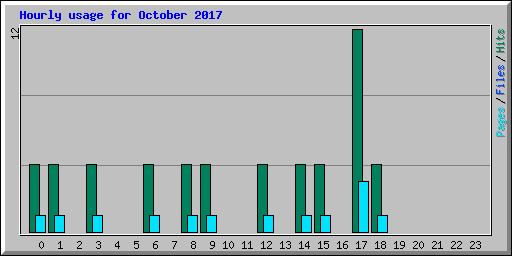 Hourly usage for October 2017
12
Pages/Files/Hits
0 1 2 3 4 5 6 7 8 9 10 11 12 13 14 15 16 17 18 19 20 21 22 23